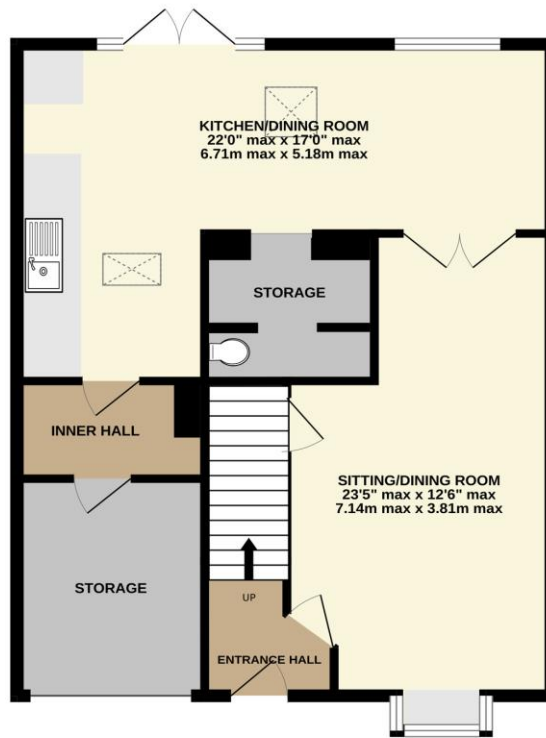 KITCHEN/DINING ROOM
22'0" max x 17'0" max
6.71m max x 5.18m max
STORAGE
INNER HALL
SITTING/DINING ROOM
23'5" max x 12'6" max
7.14m max x 3.81m max
STORAGE
UP
ENTRANCE HALL